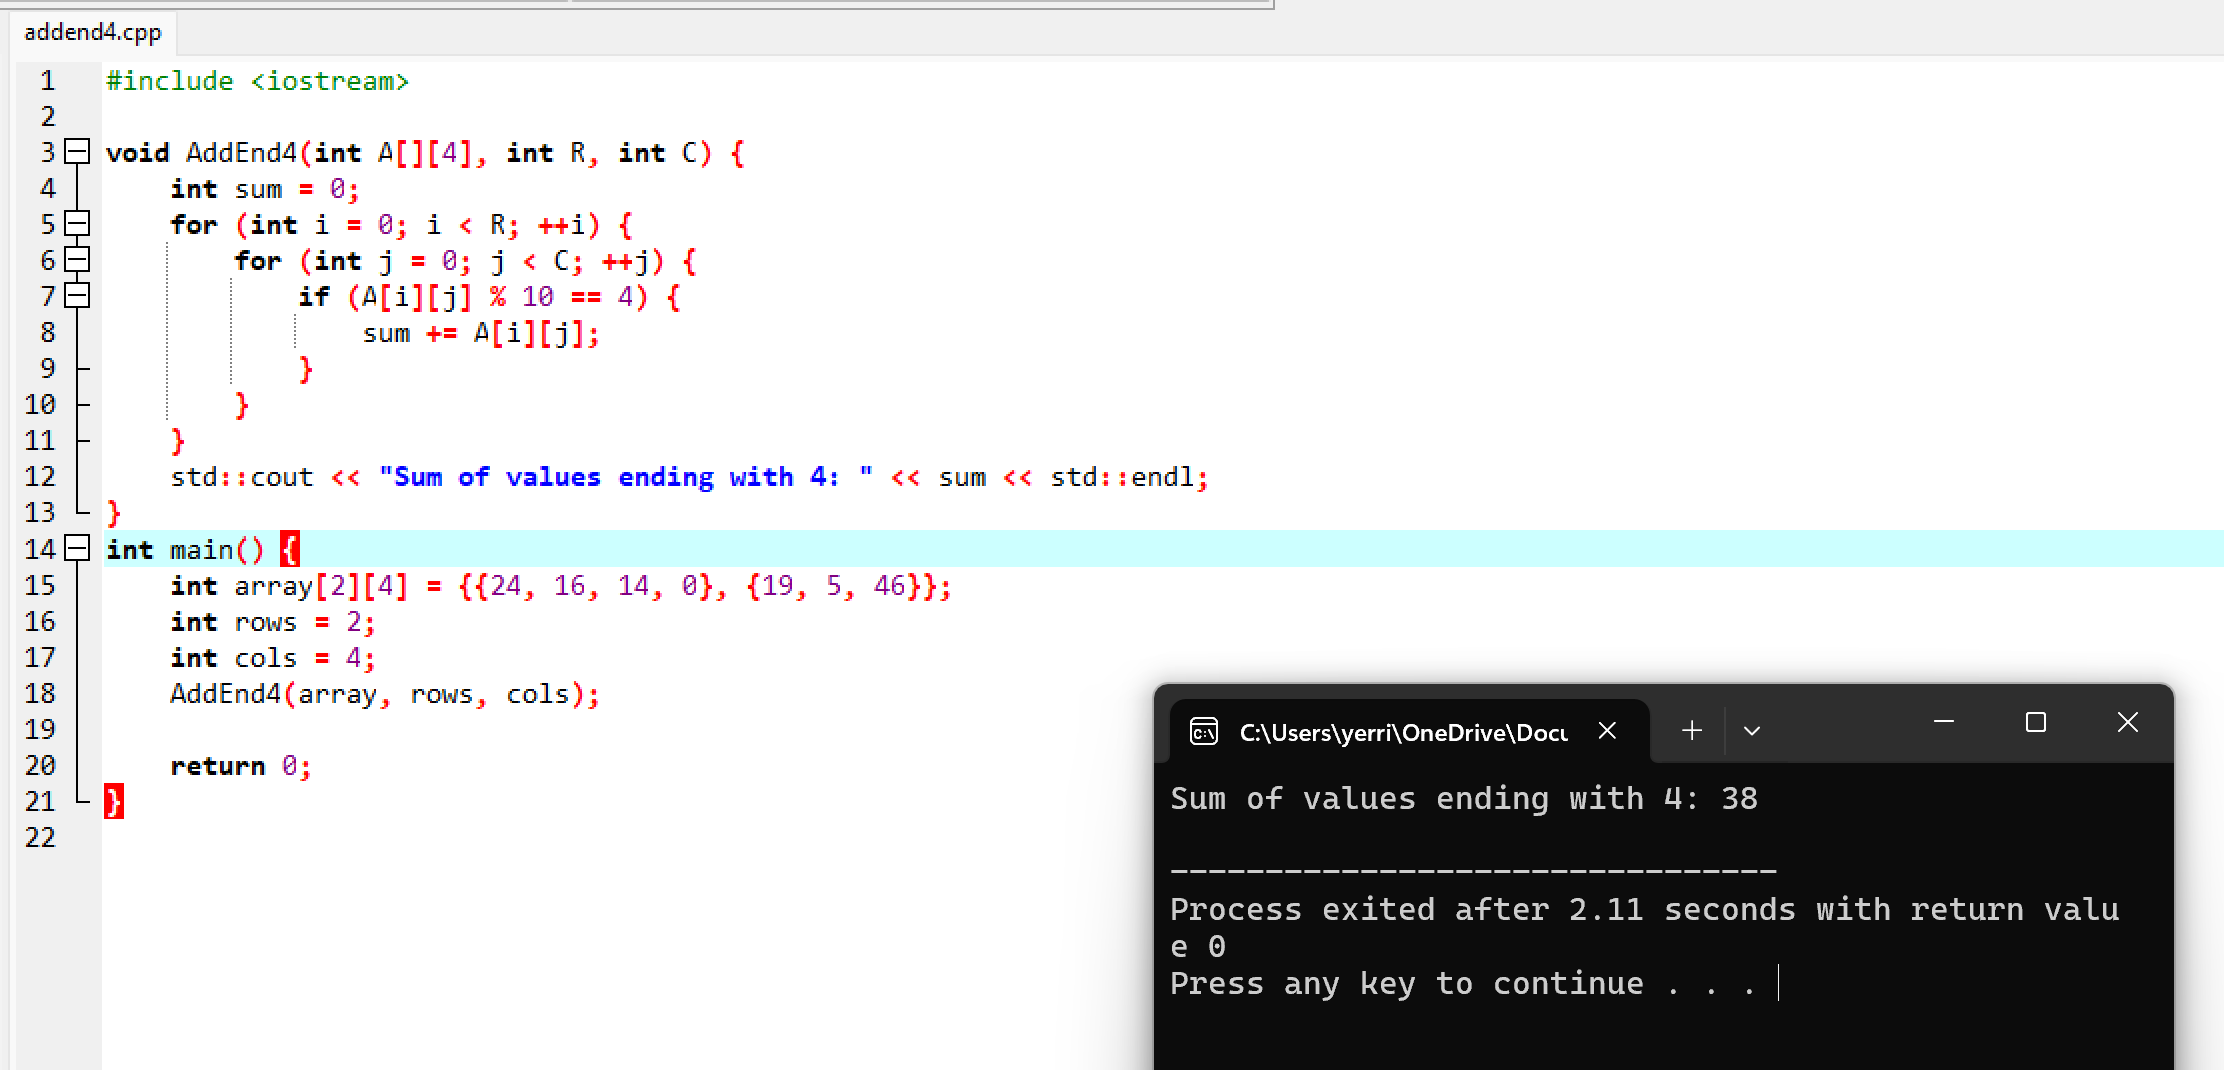 addend4.cpp
1 #include <iostream>
2
3 void AddEnd4(int A[][4], int R, int C) {
4     int sum = 0;
5     for (int i = 0; i < R; ++i) {
6         for (int j = 0; j < C; ++j) {
7             if (A[i][j] % 10 == 4) {
8                 sum += A[i][j];
9             }
10         }
11     }
12     std::cout << "Sum of values ending with 4: " << sum << std::endl;
13 }
14 int main() {
15     int array[2][4] = {{24, 16, 14, 0}, {19, 5, 46}};
16     int rows = 2;
17     int cols = 4;
18     AddEnd4(array, rows, cols);
19
20     return 0;
21 }
22
C:\Users\yerri\OneDrive\Docu
Sum of values ending with 4: 38
--------------------------------
Process exited after 2.11 seconds with return valu
e 0
Press any key to continue . . .